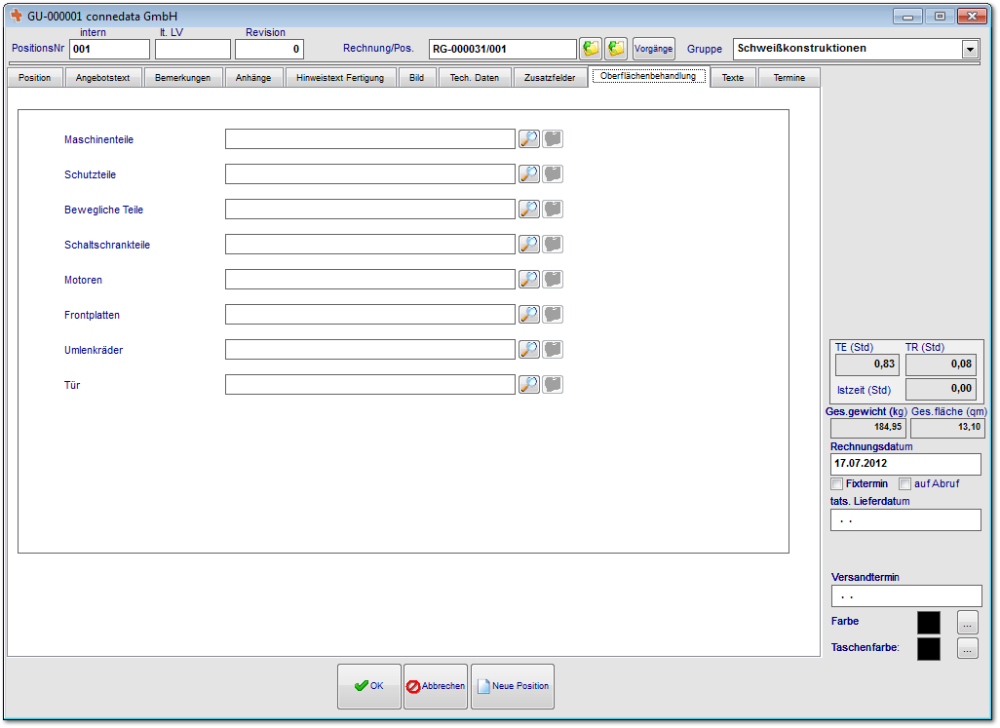 GU-000001 connedata GmbH
intern lt. LV Revision
PositionsNr 001 0 Rechnung/Pos. RG-000031/001 Vorgänge Gruppe Schweißkonstruktionen
Position Angebotstext Bemerkungen Anhänge Hinweistext Fertigung Bild Tech. Daten Zusatzfelder Oberflächenbehandlung Texte Termine
Maschinenteile
Schutzteile
Bewegliche Teile
Schaltschrankteile
Motoren
Frontplatten
Umlenkräder
Tür
TE (Std) TR (Std)
0,83 0,08
Istzeit (Std) 0,00
Ges.gewicht (kg) Ges.fläche (qm)
184,95 13,10
Rechnungsdatum
17.07.2012
Fixtermin auf Abruf
tats. Lieferdatum
. .
Versandtermin
. .
Farbe ...
Taschenfarbe: ...
OK Abbrechen Neue Position